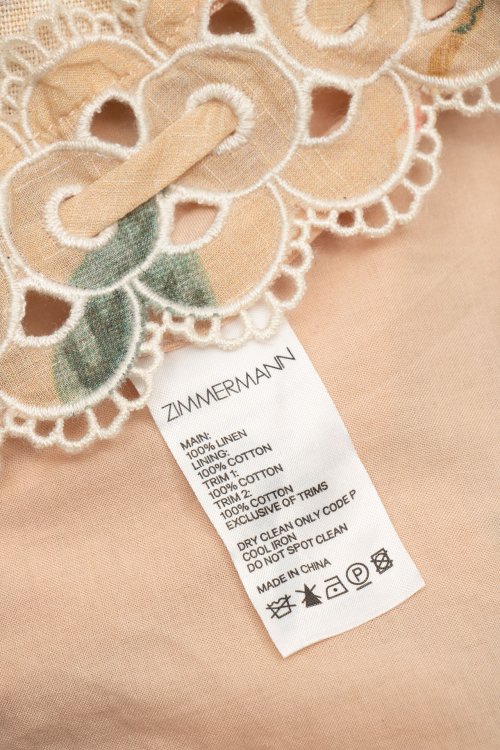 ZIMMERMANN
MAIN:
100% LINEN
LINING:
100% COTTON
TRIM 1:
100% COTTON
TRIM 2:
100% COTTON
EXCLUSIVE OF TRIMS
DRY CLEAN ONLY CODE P
COOL IRON
DO NOT SPOT CLEAN
MADE IN CHINA
P